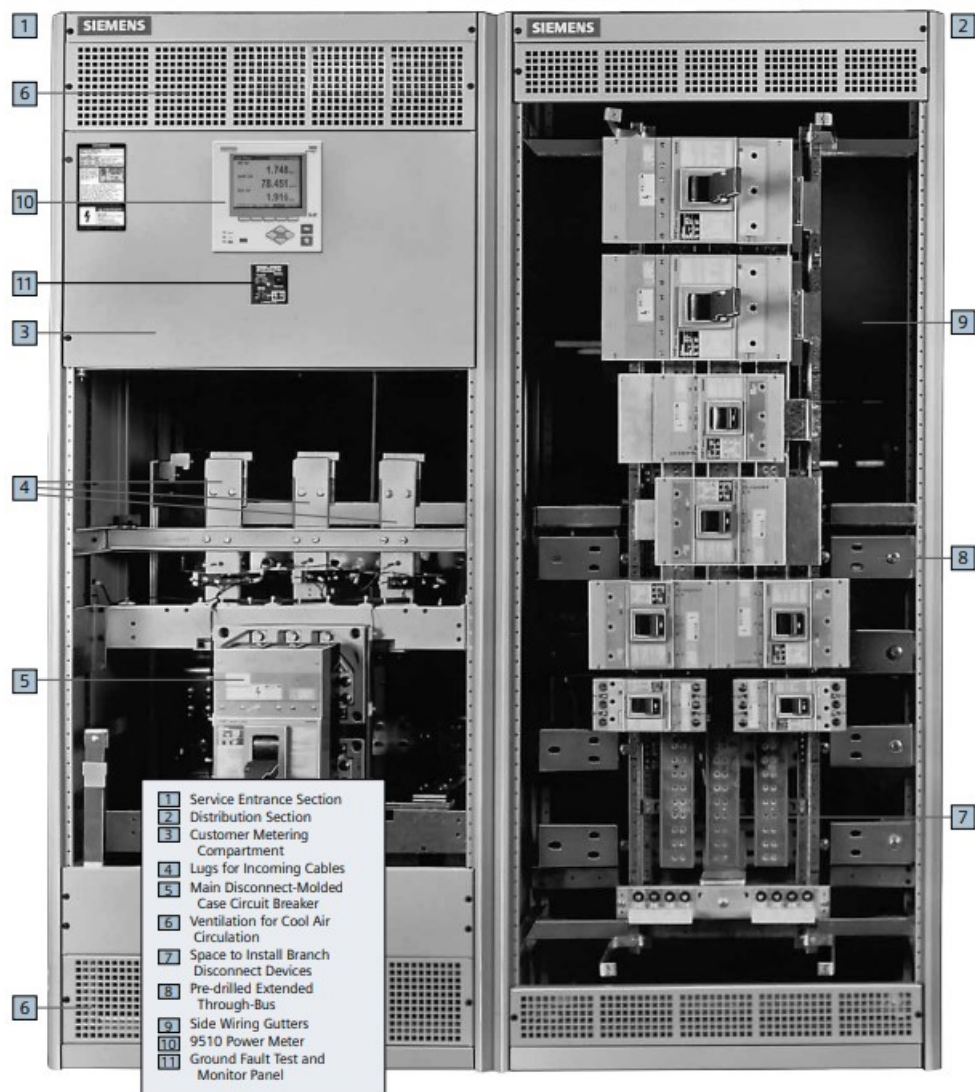 1
SIEMENS
SIEMENS
2
6
10
1.748
78.451
11
3
9
4
8
5
7
6
1 Service Entrance Section
2 Distribution Section
3 Customer Metering
Compartment
4 Lugs for Incoming Cables
5 Main Disconnect-Molded
Case Circuit Breaker
6 Ventilation for Cool Air
Circulation
7 Space to Install Branch
Disconnect Devices
8 Pre-drilled Extended
Through-Bus
9 Side Wiring Gutters
10 9510 Power Meter
11 Ground Fault Test and
Monitor Panel